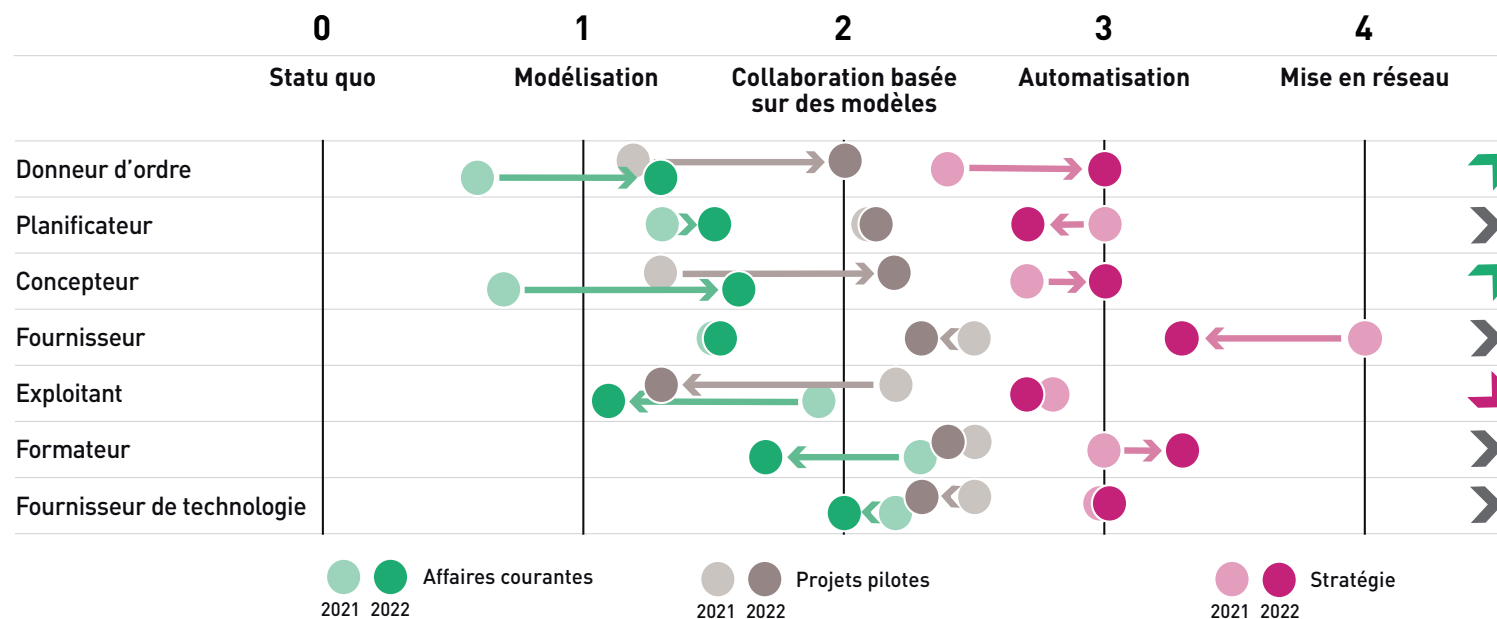 0 1 2 3 4
Statu quo Modélisation Collaboration basée sur des modèles Automatisation Mise en réseau
Donneur d'ordre
Planificateur
Concepteur
Fournisseur
Exploitant
Formateur
Fournisseur de technologie
2021 2022 Affaires courantes
2021 2022 Projets pilotes
2021 2022 Stratégie